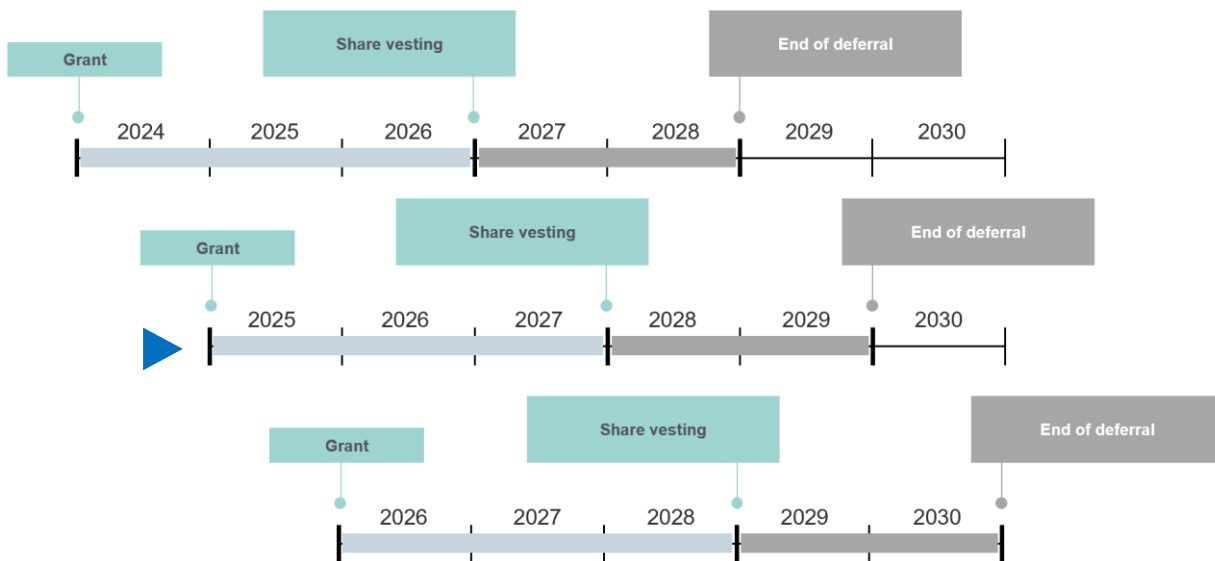 Grant
Share vesting
End of deferral
2024 2025 2026 2027 2028 2029 2030
Grant
Share vesting
End of deferral
2025 2026 2027 2028 2029 2030
Grant
Share vesting
End of deferral
2026 2027 2028 2029 2030